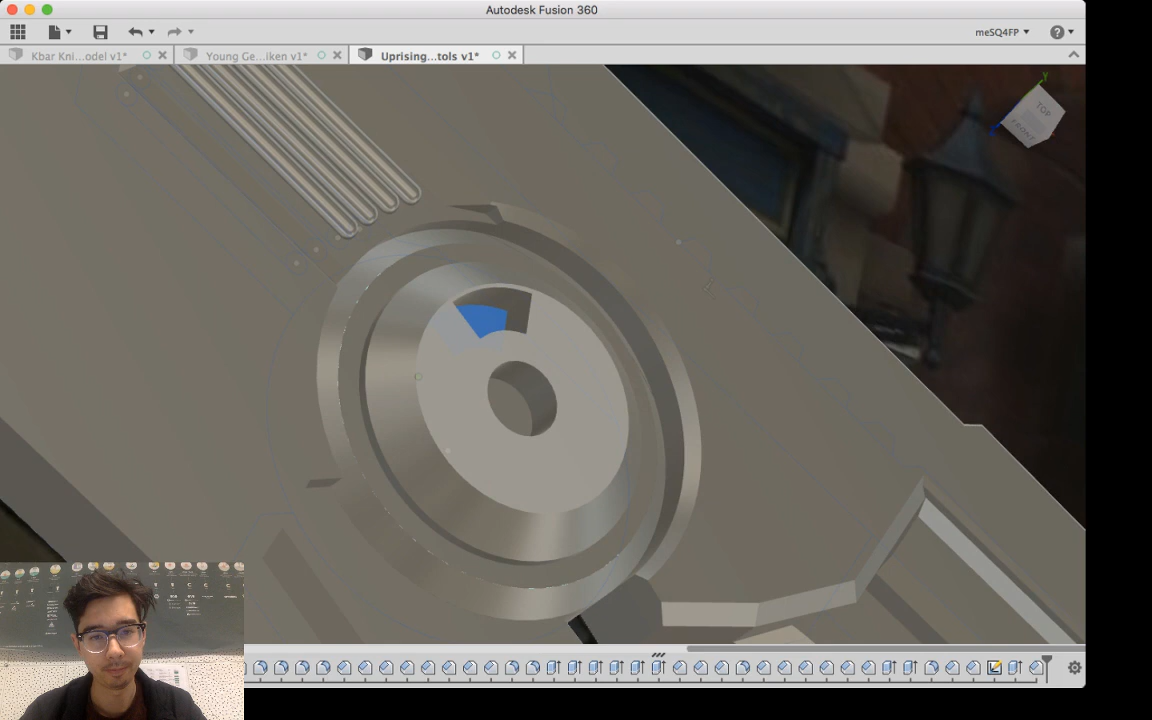 Autodesk Fusion 360
meSQ4FP
Kbar Kni...odel v1*
Young Ge...iken v1*
Uprising...tols v1*
Y
TOP
FRONT